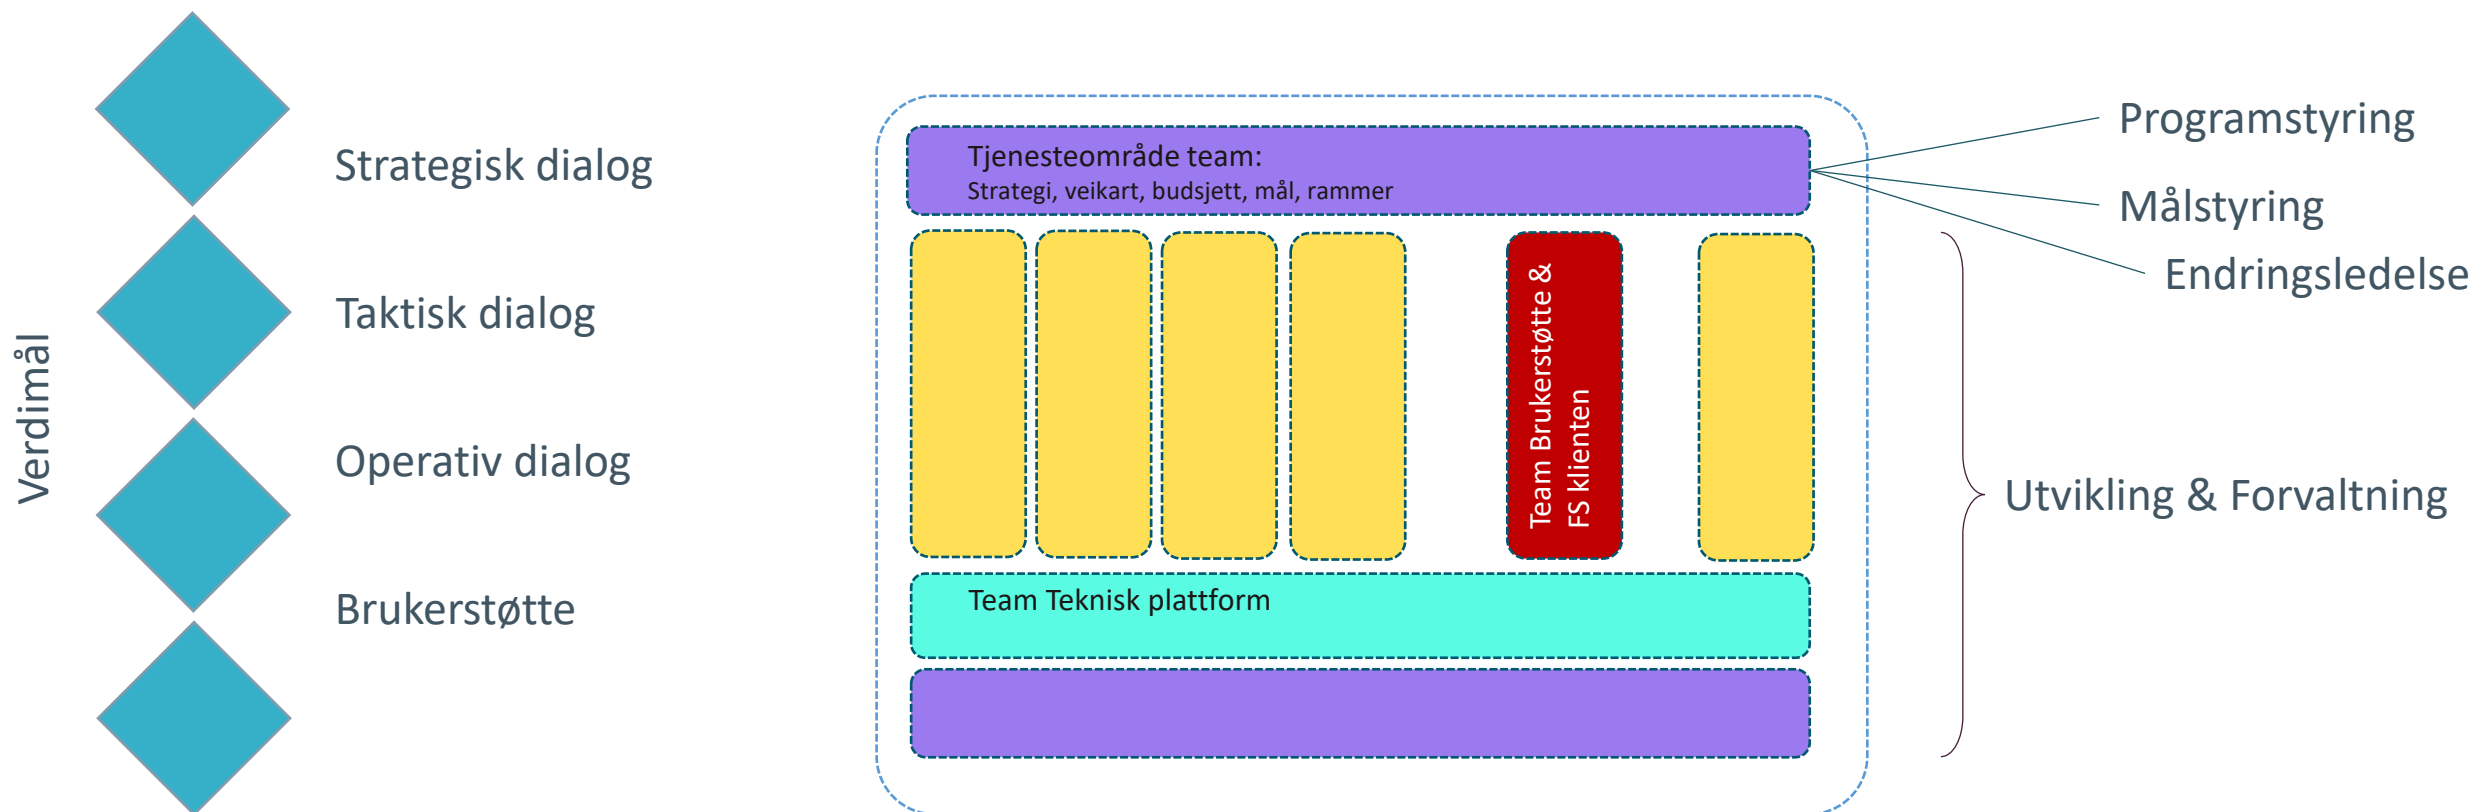 Verdimål
Strategisk dialog
Taktisk dialog
Operativ dialog
Brukerstøtte
Tjenesteområde team:
Strategi, veikart, budsjett, mål, rammer
Team Brukerstøtte &
FS klienten
Team Teknisk plattform
Programstyring
Målstyring
Endringsledelse
Utvikling & Forvaltning